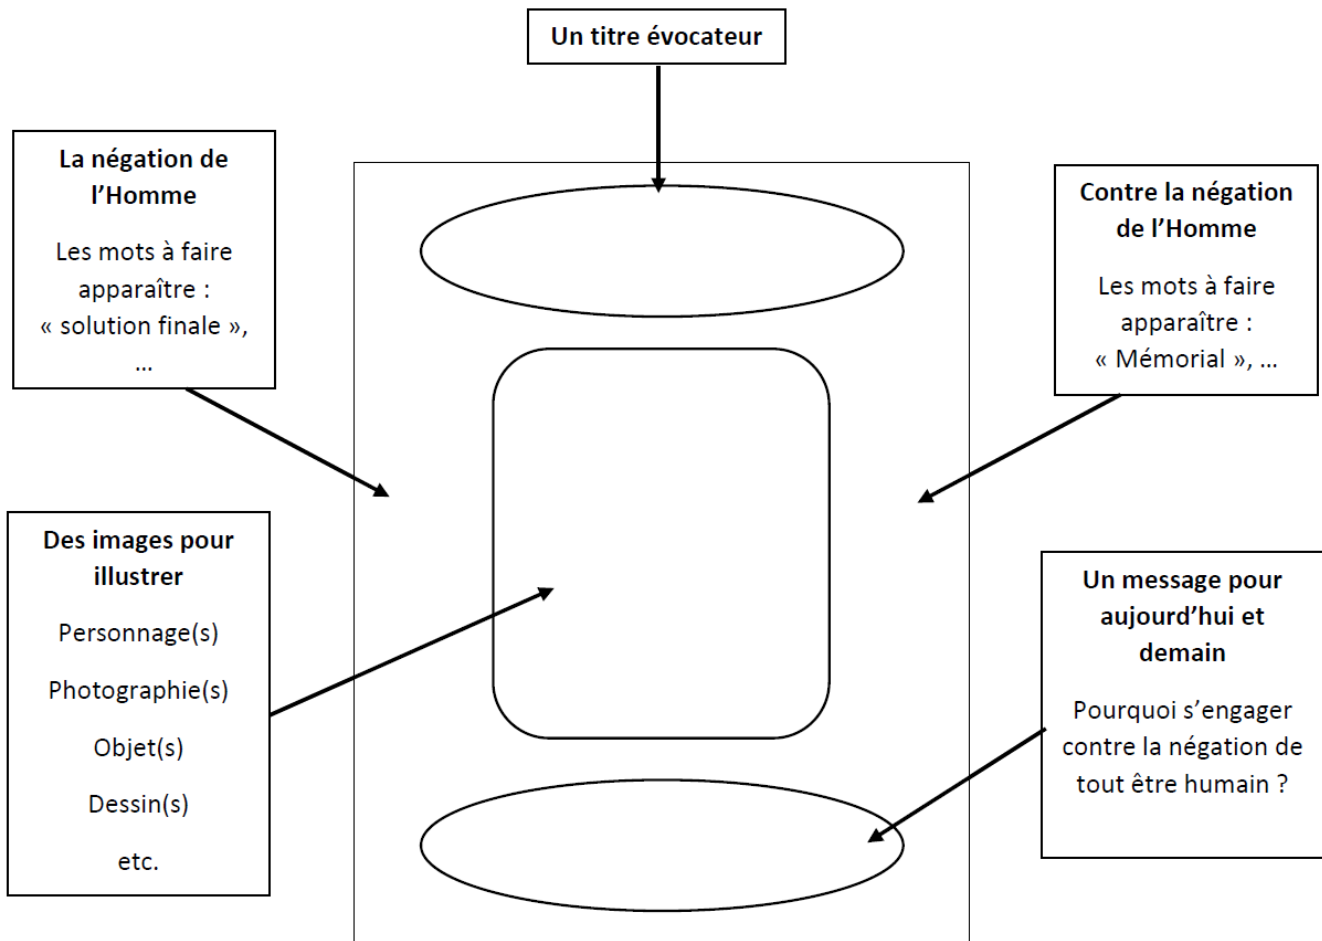 Un titre évocateur
La négation de
l’Homme
Les mots à faire
apparaître :
« solution finale »,
…
Contre la négation
de l’Homme
Les mots à faire
apparaître :
« Mémorial », …
Des images pour
illustrer
Personnage(s)
Photographie(s)
Objet(s)
Dessin(s)
etc.
Un message pour
aujourd’hui et
demain
Pourquoi s’engager
contre la négation de
tout être humain ?